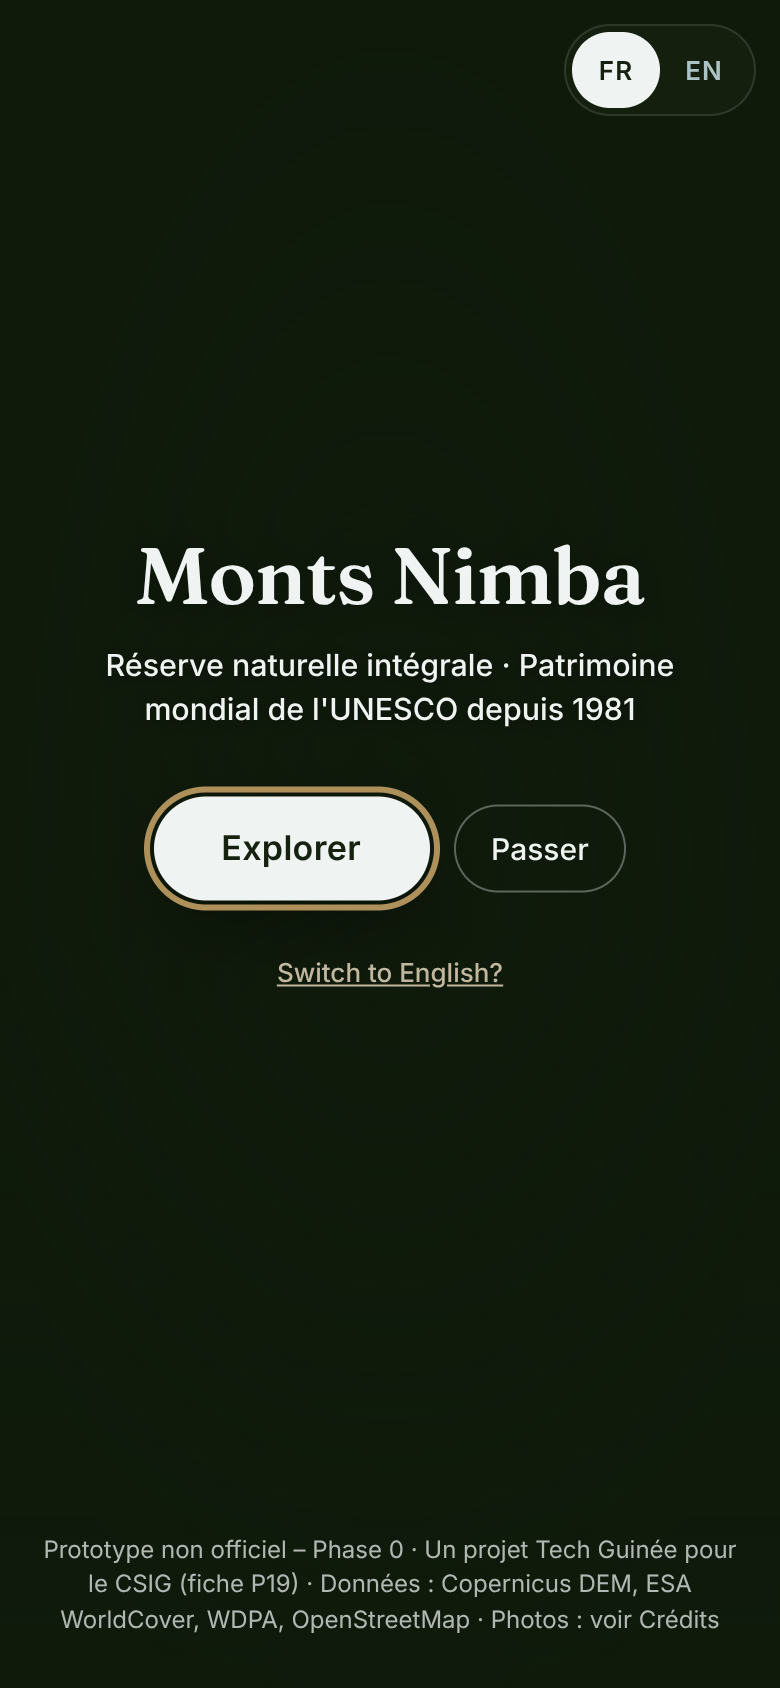 FR EN
Monts Nimba
Réserve naturelle intégrale · Patrimoine
mondial de l'UNESCO depuis 1981
Explorer Passer
Switch to English?
Prototype non officiel – Phase 0 · Un projet Tech Guinée pour
le CSIG (fiche P19) · Données : Copernicus DEM, ESA
WorldCover, WDPA, OpenStreetMap · Photos : voir Crédits